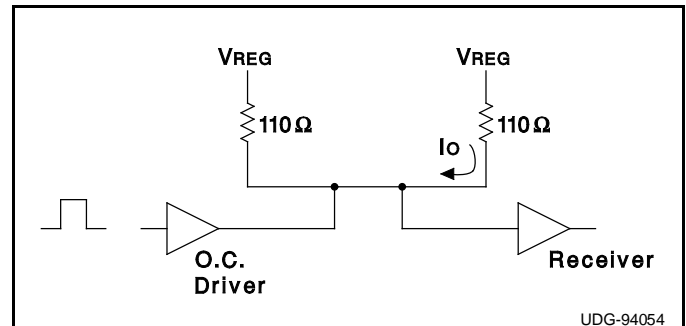 VREG VREG
110Ω 110Ω
Io
O.C. Receiver
Driver
UDG-94054